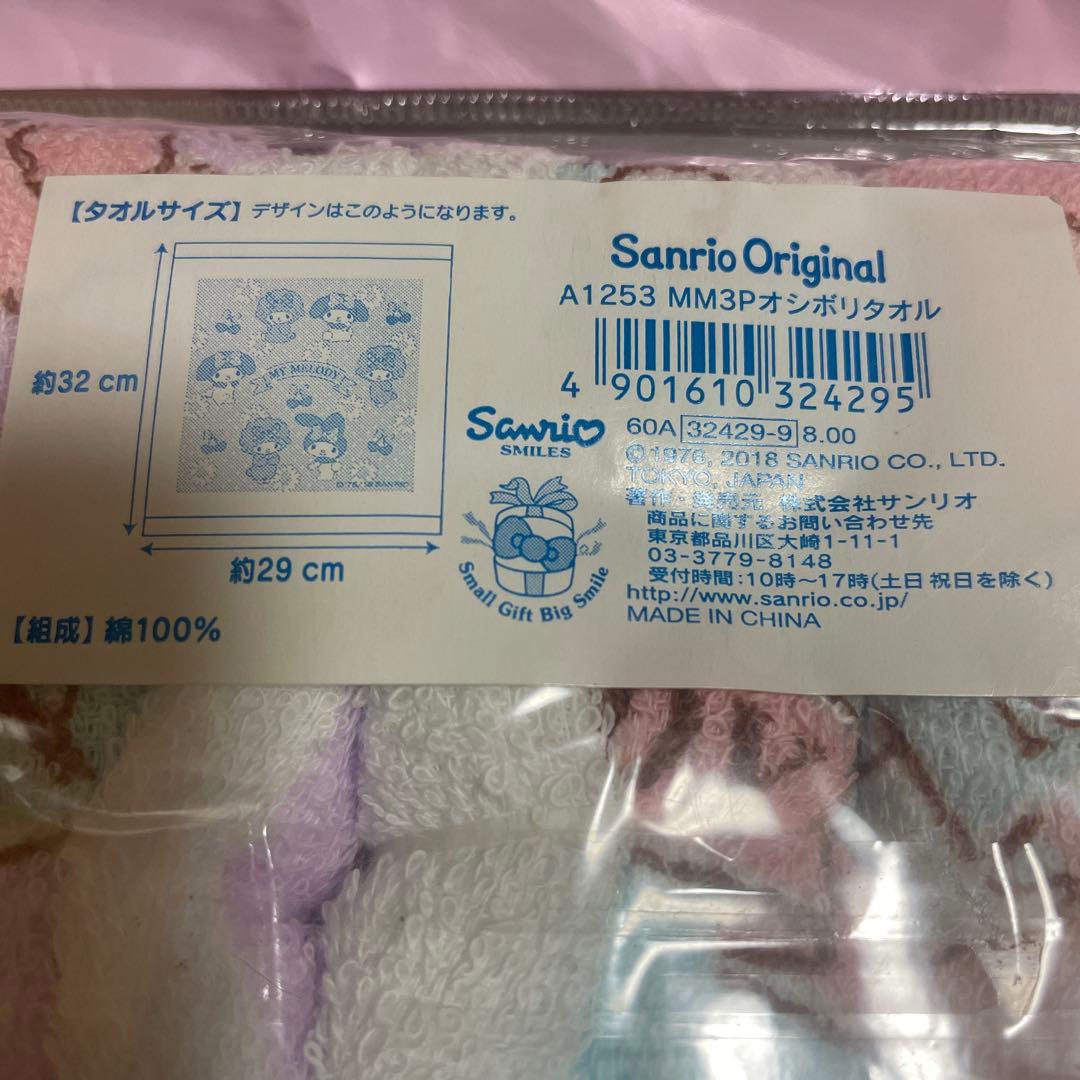 【タオルサイズ】デザインはこのようになります。
約32 cm
MY MELODY
©'76,'18 SANRIO
約29 cm
【組成】綿100%
Sanrio Original
A1253 MM3Pオシボリタオル
4 901610 324295
60A 32429-9 8.00
©1976, 2018 SANRIO CO., LTD.
TOKYO, JAPAN
著作・発売元 株式会社サンリオ
商品に関するお問い合わせ先
東京都品川区大崎1-11-1
03-3779-8148
受付時間:10時〜17時(土日 祝日を除く)
http://www.sanrio.co.jp/
MADE IN CHINA
Sanrio
SMILES
Small Gift Big Smile